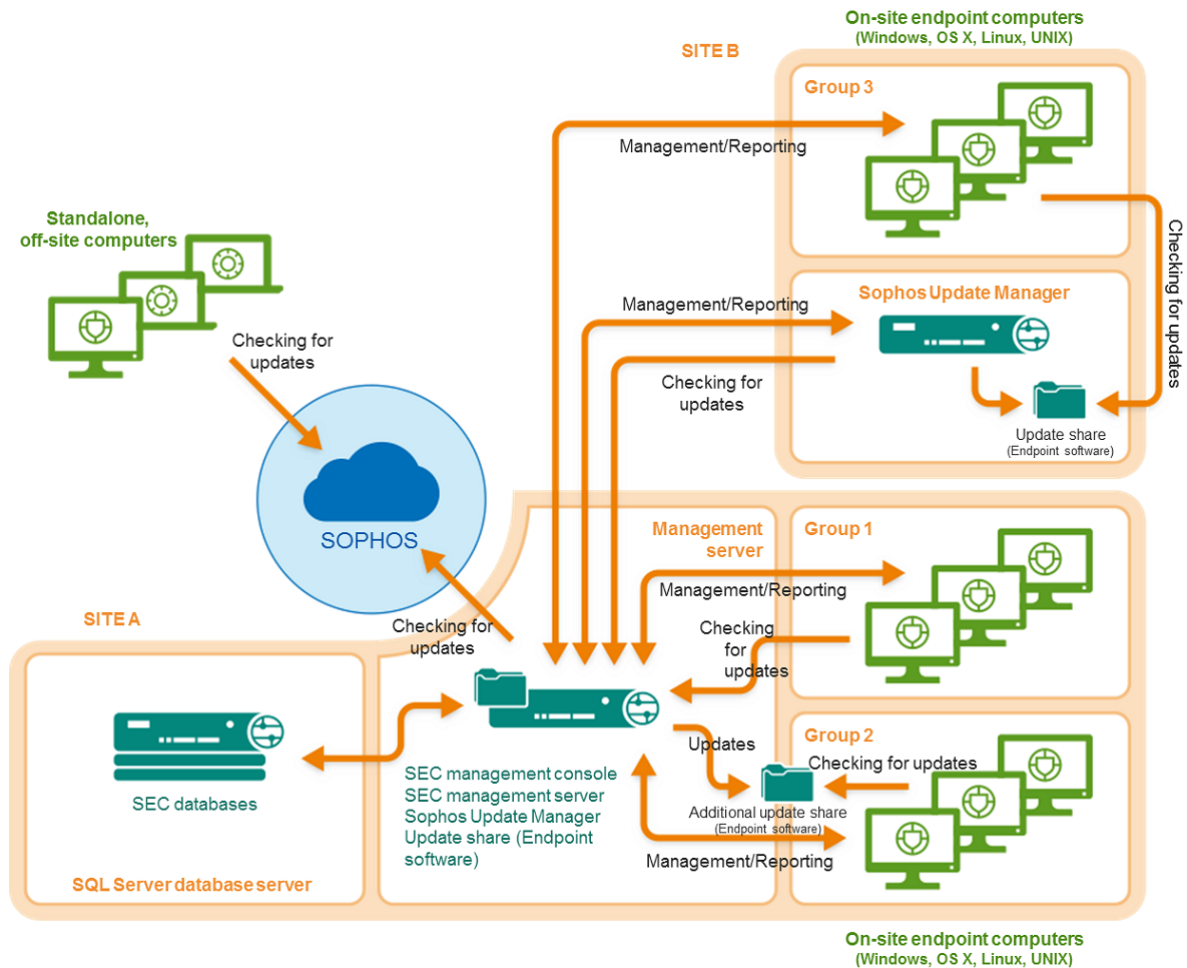 On-site endpoint computers
(Windows, OS X, Linux, UNIX)
SITE B
Group 3
Management/Reporting
Checking for updates
Standalone,
off-site computers
Checking for
updates
Sophos Update Manager
Management/Reporting
Checking for
updates
Update share
(Endpoint software)
SOPHOS
Management
server
Group 1
Management/Reporting
Checking for
updates
SITE A
Checking
for
updates
Group 2
Updates
Checking for updates
SEC management console
SEC management server
Sophos Update Manager
Update share (Endpoint
software)
Additional update share
(Endpoint software)
SEC databases
Management/Reporting
SQL Server database server
On-site endpoint computers
(Windows, OS X, Linux, UNIX)